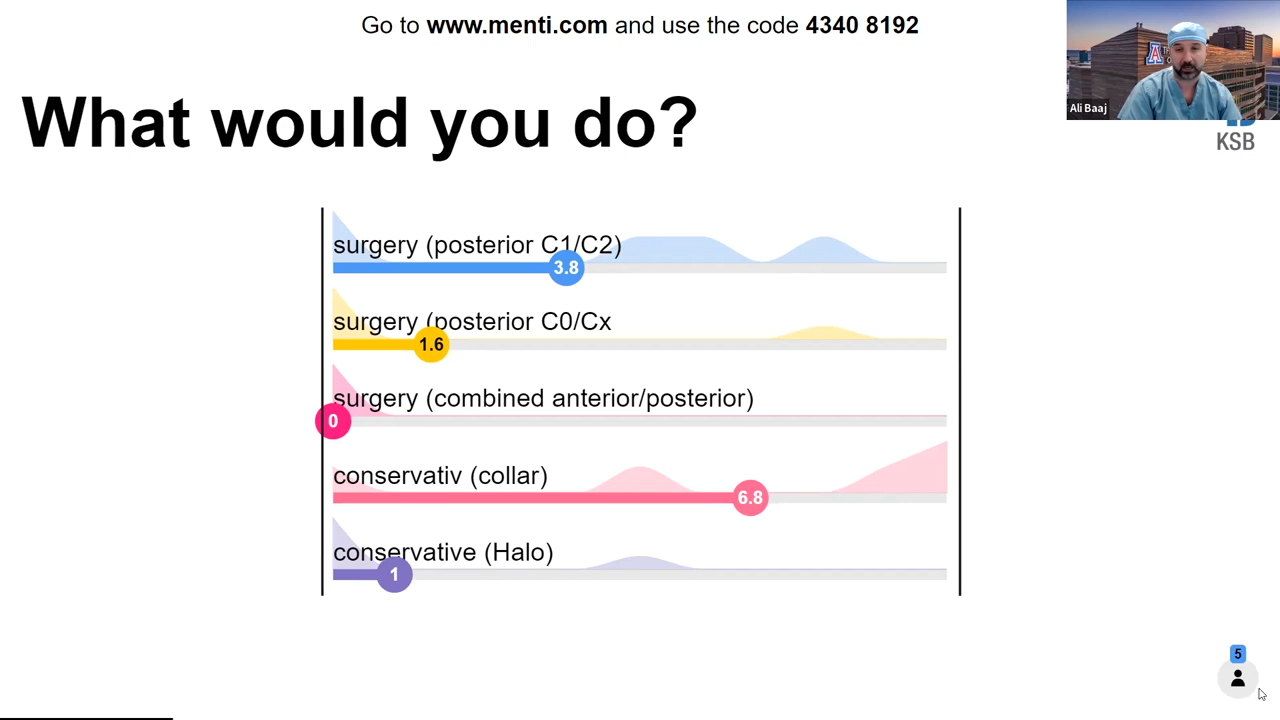 Go to www.menti.com and use the code 4340 8192
Ali Baaj
KSB
What would you do?
surgery (posterior C1/C2)
3.8
surgery (posterior C0/Cx
1.6
surgery (combined anterior/posterior)
0
conservativ (collar)
6.8
conservative (Halo)
1
5